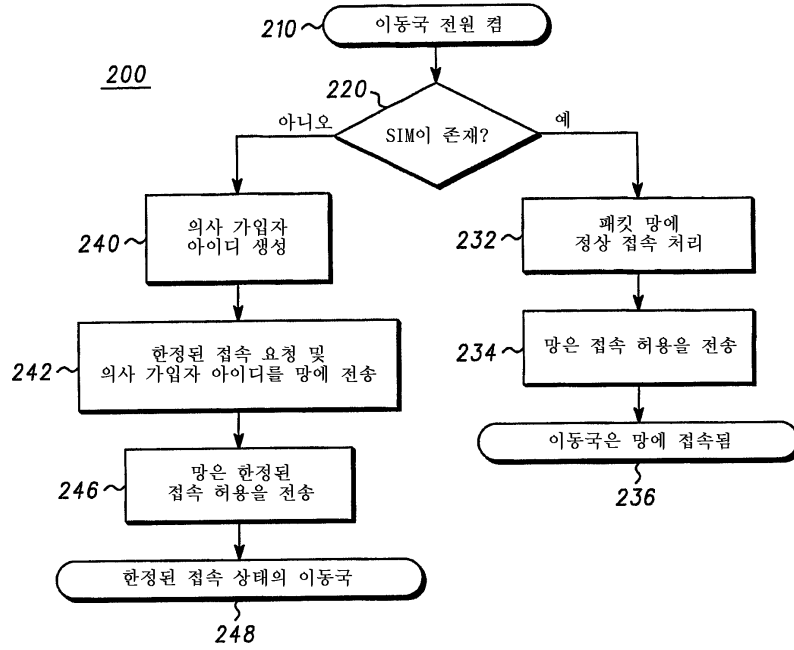 210
이동국 전원 켬
200
220
SIM이 존재?
아니오
예
240
의사 가입자
아이디 생성
232
패킷 망에
정상 접속 처리
242
한정된 접속 요청 및
의사 가입자 아이디를 망에 전송
234
망은 접속 허용을 전송
이동국은 망에 접속됨
236
246
망은 한정된
접속 허용을 전송
한정된 접속 상태의 이동국
248